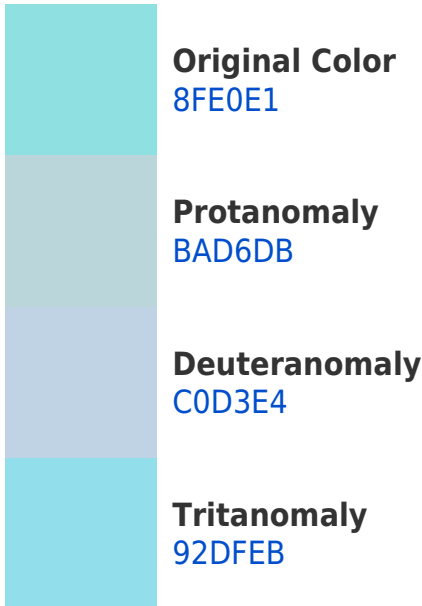 Original Color
8FE0E1
Protanomaly
BAD6DB
Deuteranomaly
C0D3E4
Tritanomaly
92DFEB